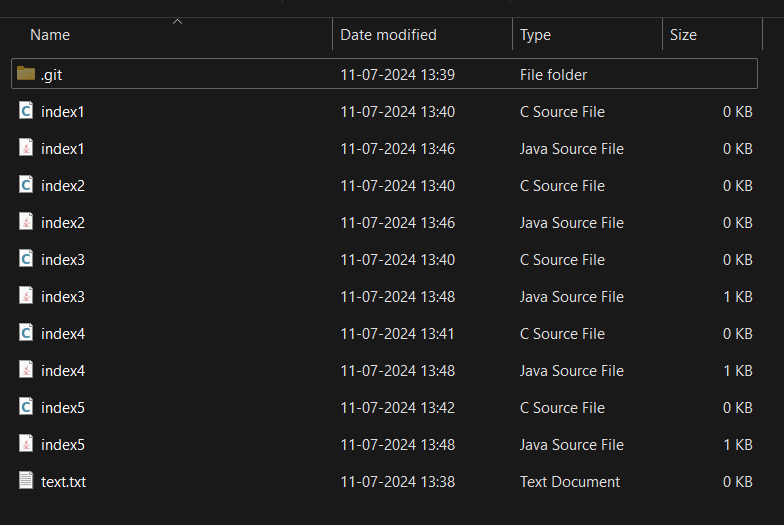 Name Date modified Type Size
.git 11-07-2024 13:39 File folder
index1 11-07-2024 13:40 C Source File 0 KB
index1 11-07-2024 13:46 Java Source File 0 KB
index2 11-07-2024 13:40 C Source File 0 KB
index2 11-07-2024 13:46 Java Source File 0 KB
index3 11-07-2024 13:40 C Source File 0 KB
index3 11-07-2024 13:48 Java Source File 1 KB
index4 11-07-2024 13:41 C Source File 0 KB
index4 11-07-2024 13:48 Java Source File 1 KB
index5 11-07-2024 13:42 C Source File 0 KB
index5 11-07-2024 13:48 Java Source File 1 KB
text.txt 11-07-2024 13:38 Text Document 0 KB